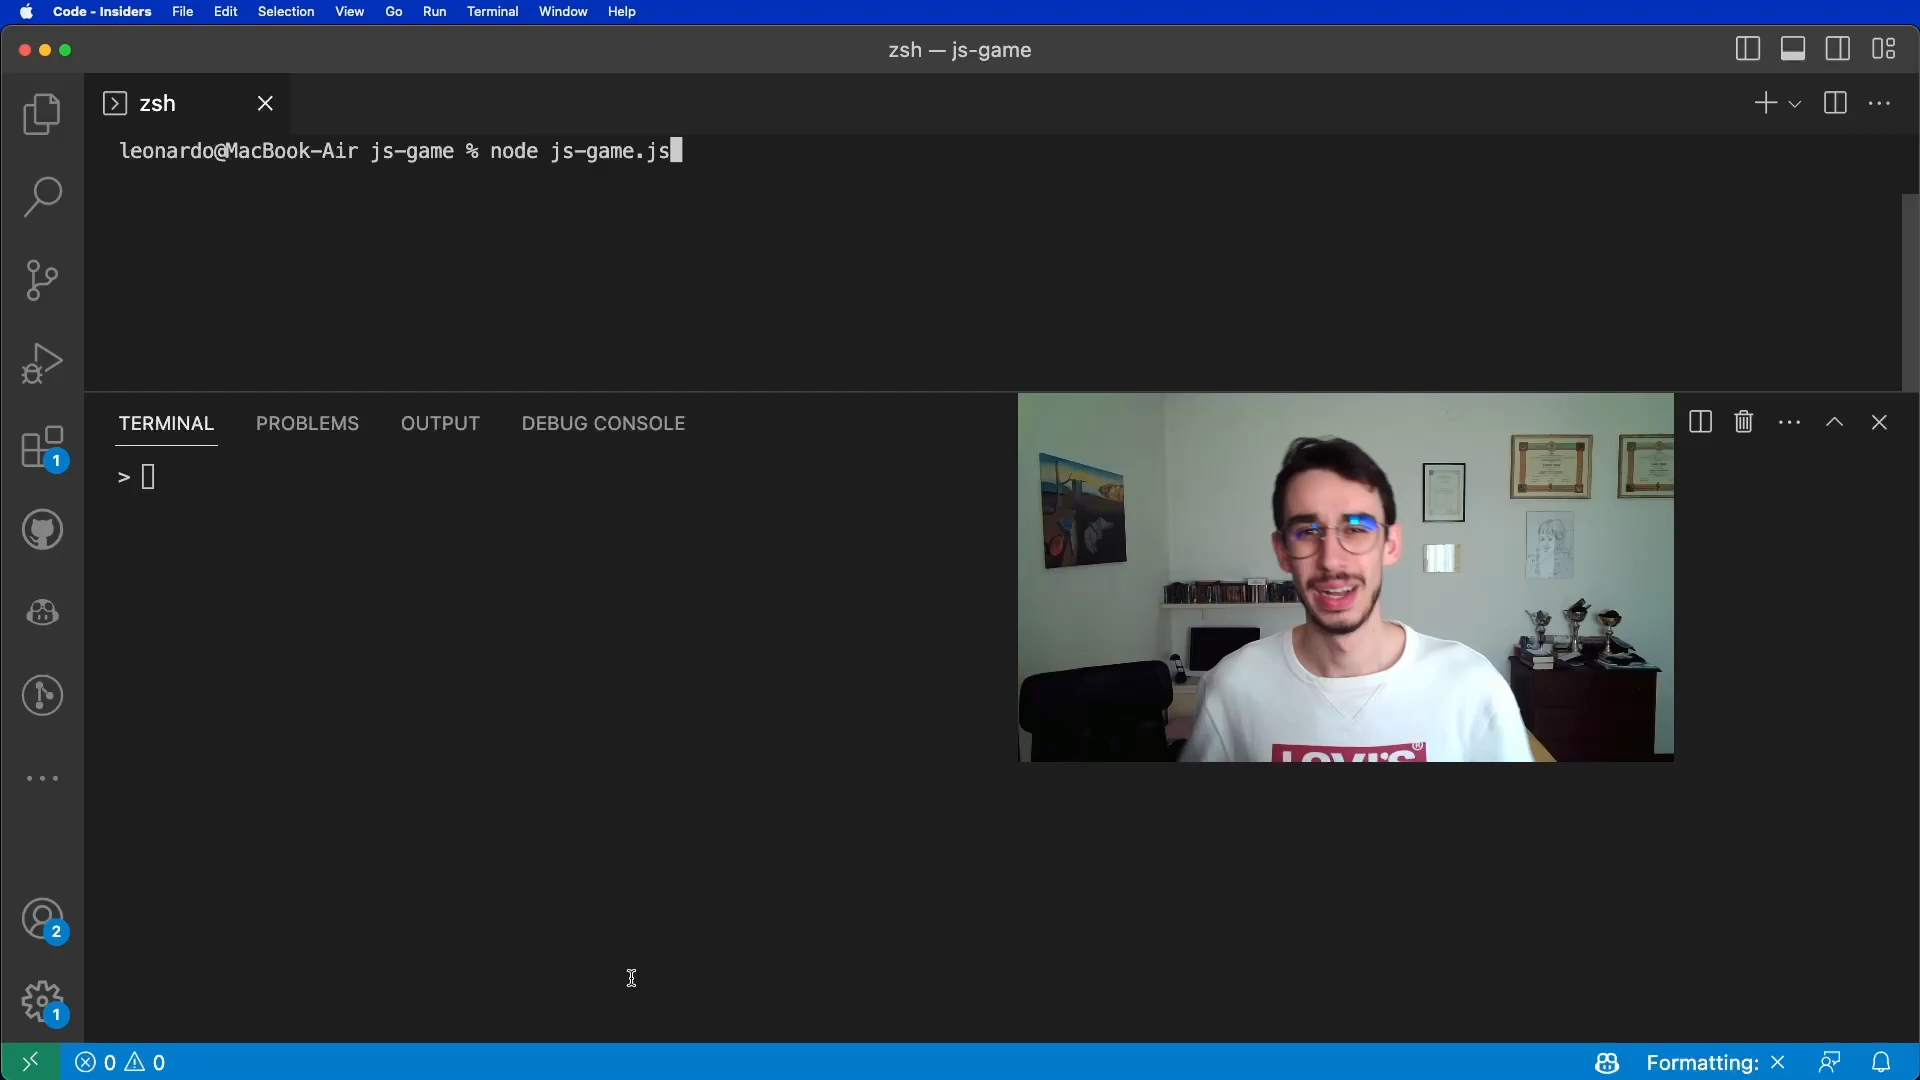 Code - Insiders File Edit Selection View Go Run Terminal Window Help
zsh — js-game
zsh
leonardo@MacBook-Air js-game % node js-game.js
TERMINAL PROBLEMS OUTPUT DEBUG CONSOLE
>
LEVI'S®
1
2
1
0 0 Formatting: